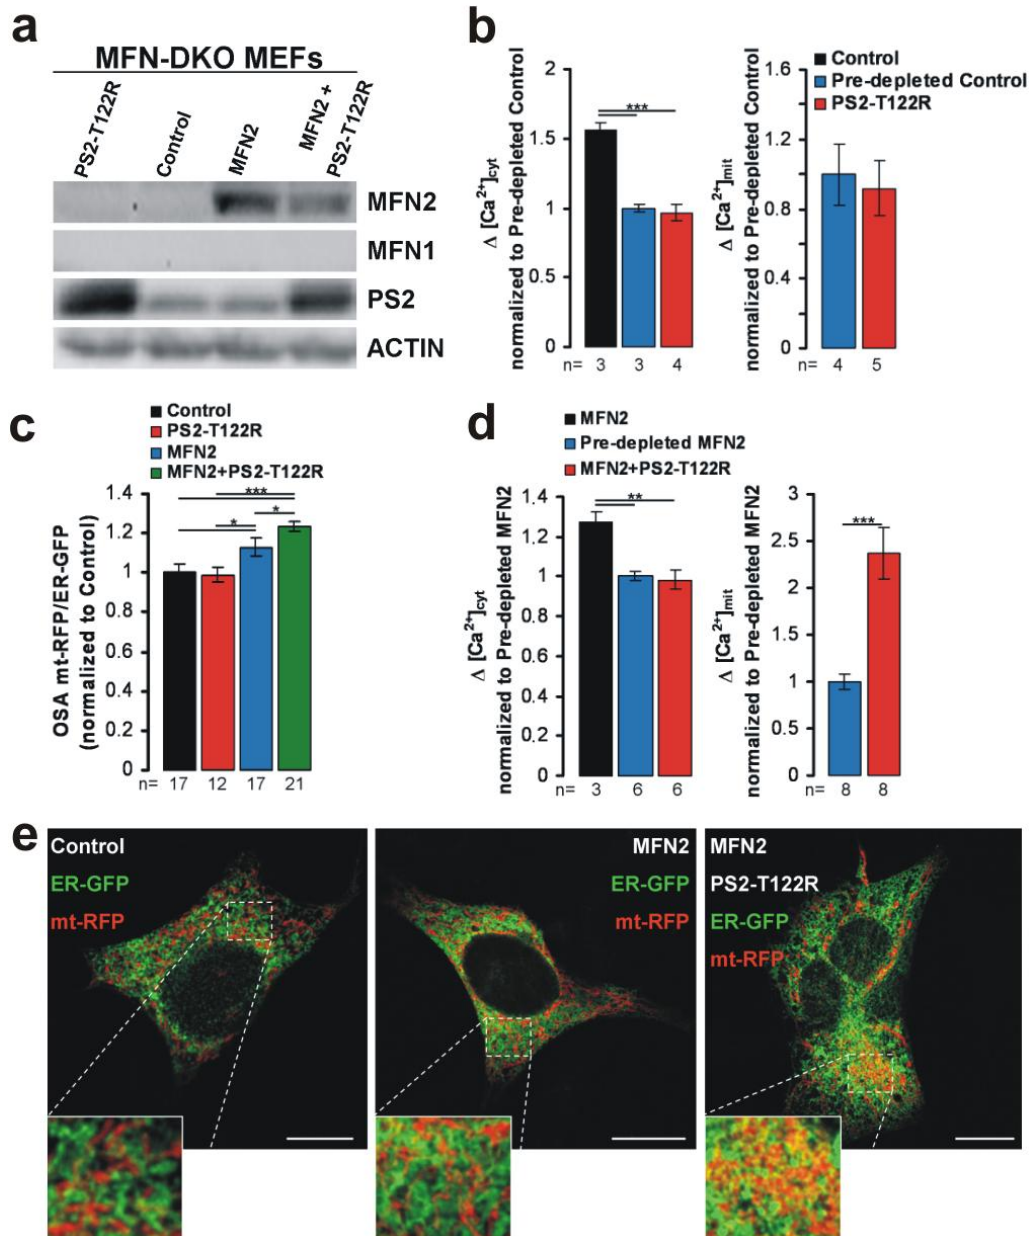 a
MFN-DKO MEFs
PS2-T122R
Control
MFN2
MFN2 +
PS2-T122R
MFN2
MFN1
PS2
ACTIN
b
Δ [Ca²⁺]cyt
normalized to Pre-depleted Control
2
1.5
1
0.5
0
***
n= 3 3 4
Control
Pre-depleted Control
PS2-T122R
Δ [Ca²⁺]mit
normalized to Pre-depleted Control
1.6
1.2
0.8
0.4
0
4 5
c
Control
PS2-T122R
MFN2
MFN2+PS2-T122R
OSA mt-RFP/ER-GFP
(normalized to Control)
1.4
1.2
1
0.8
0.6
0.4
0.2
0
***
* *
n= 17 12 17 21
d
MFN2
Pre-depleted MFN2
MFN2+PS2-T122R
Δ [Ca²⁺]cyt
normalized to Pre-depleted MFN2
1.4
1.2
1
0.8
0.6
0.4
0.2
0
**
n= 3 6 6
Δ [Ca²⁺]mit
normalized to Pre-depleted MFN2
3
2.5
2
1.5
1
0.5
0
***
n= 8 8
e
Control
ER-GFP
mt-RFP
MFN2
ER-GFP
mt-RFP
MFN2
PS2-T122R
ER-GFP
mt-RFP